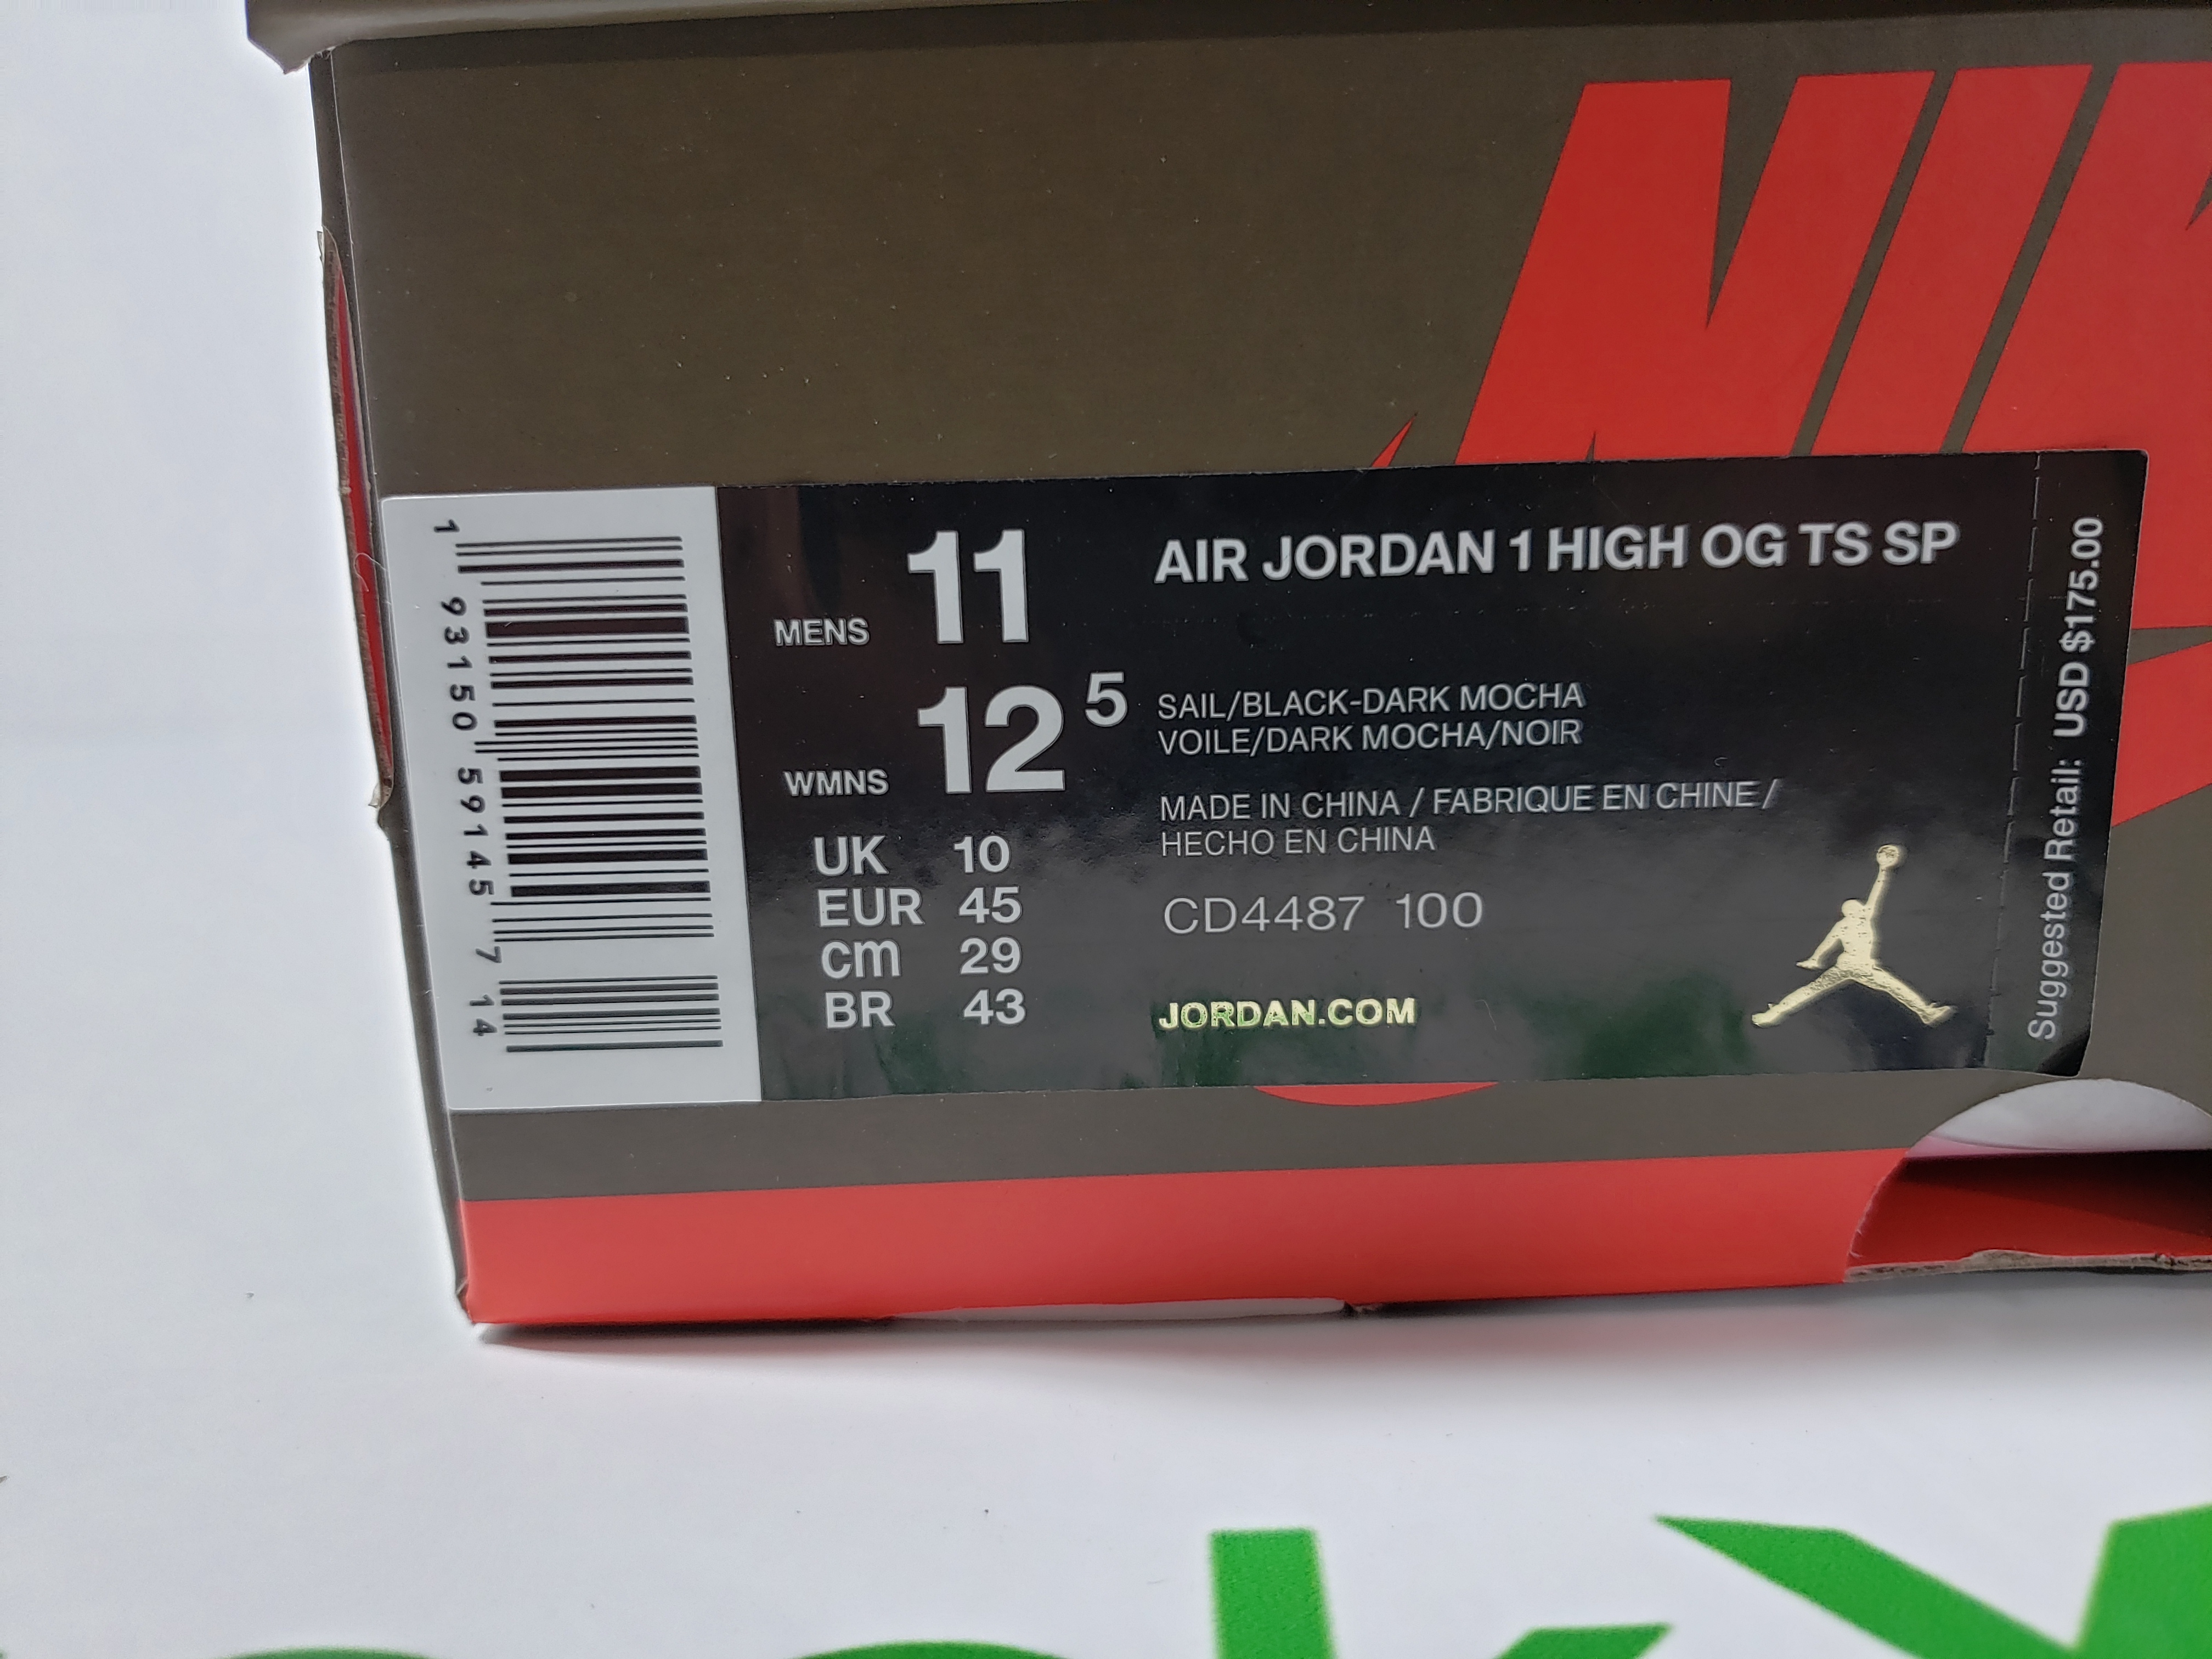 NIK
1 93150 59145 7 14
MENS 11
WMNS 12 5
UK 10
EUR 45
cm 29
BR 43
AIR JORDAN 1 HIGH OG TS SP
SAIL/BLACK-DARK MOCHA
VOILE/DARK MOCHA/NOIR
MADE IN CHINA / FABRIQUE EN CHINE /
HECHO EN CHINA
CD4487 100
JORDAN.COM
Suggested Retail: USD $175.00